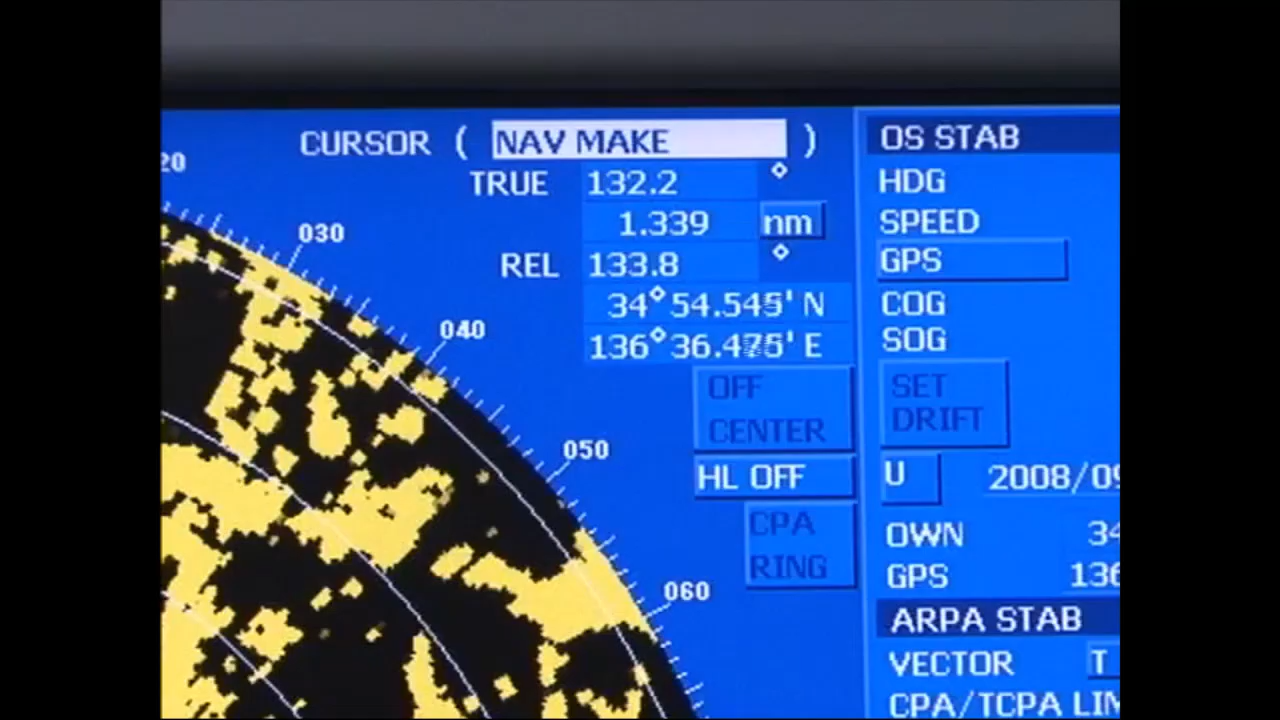 CURSOR ( NAV MAKE )
TRUE 132.2 °
1.339 nm
REL 133.8 °
34° 54.545' N
136° 36.475' E
OFF
CENTER
HL OFF
CPA
RING
20
030
040
050
060
OS STAB
HDG
SPEED
GPS
COG
SOG
SET
DRIFT
U 2008/09
OWN 34
GPS 136
ARPA STAB
VECTOR T
CPA/TCPA LIM